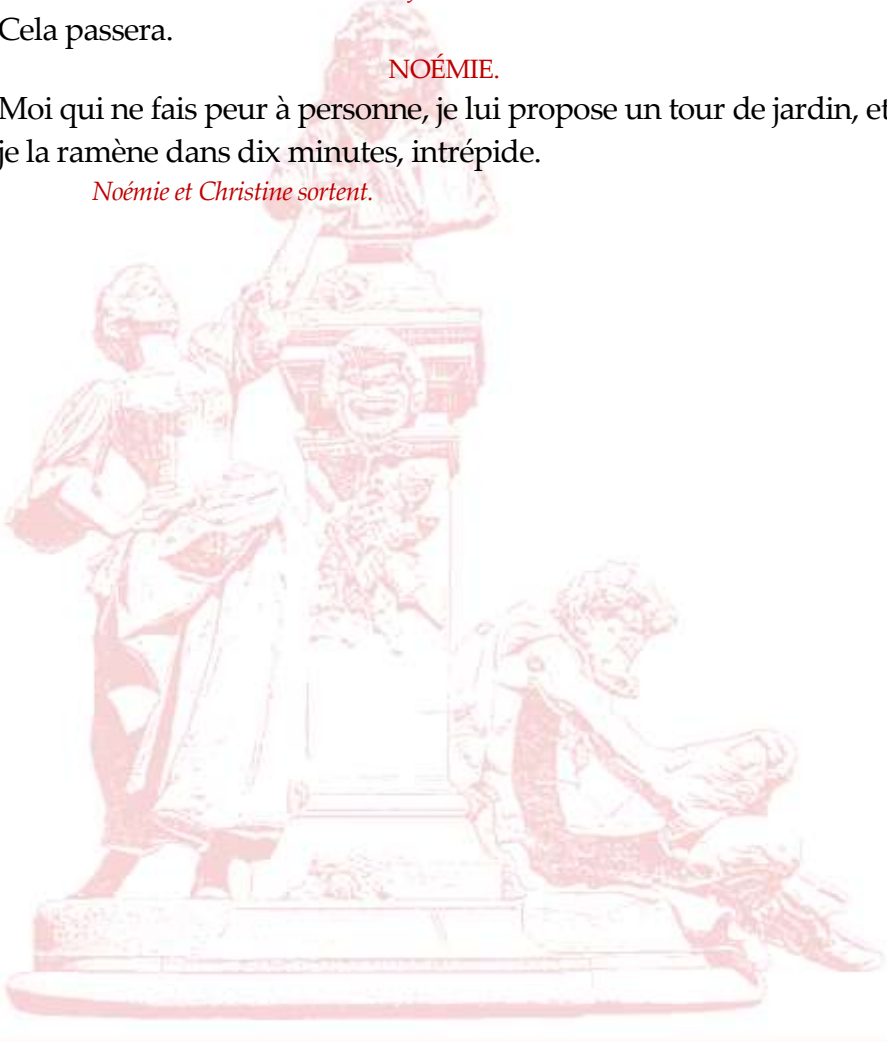 Cela passera.
NOÉMIE.
Moi qui ne fais peur à personne, je lui propose un tour de jardin, et
je la ramène dans dix minutes, intrépide.
Noémie et Christine sortent.